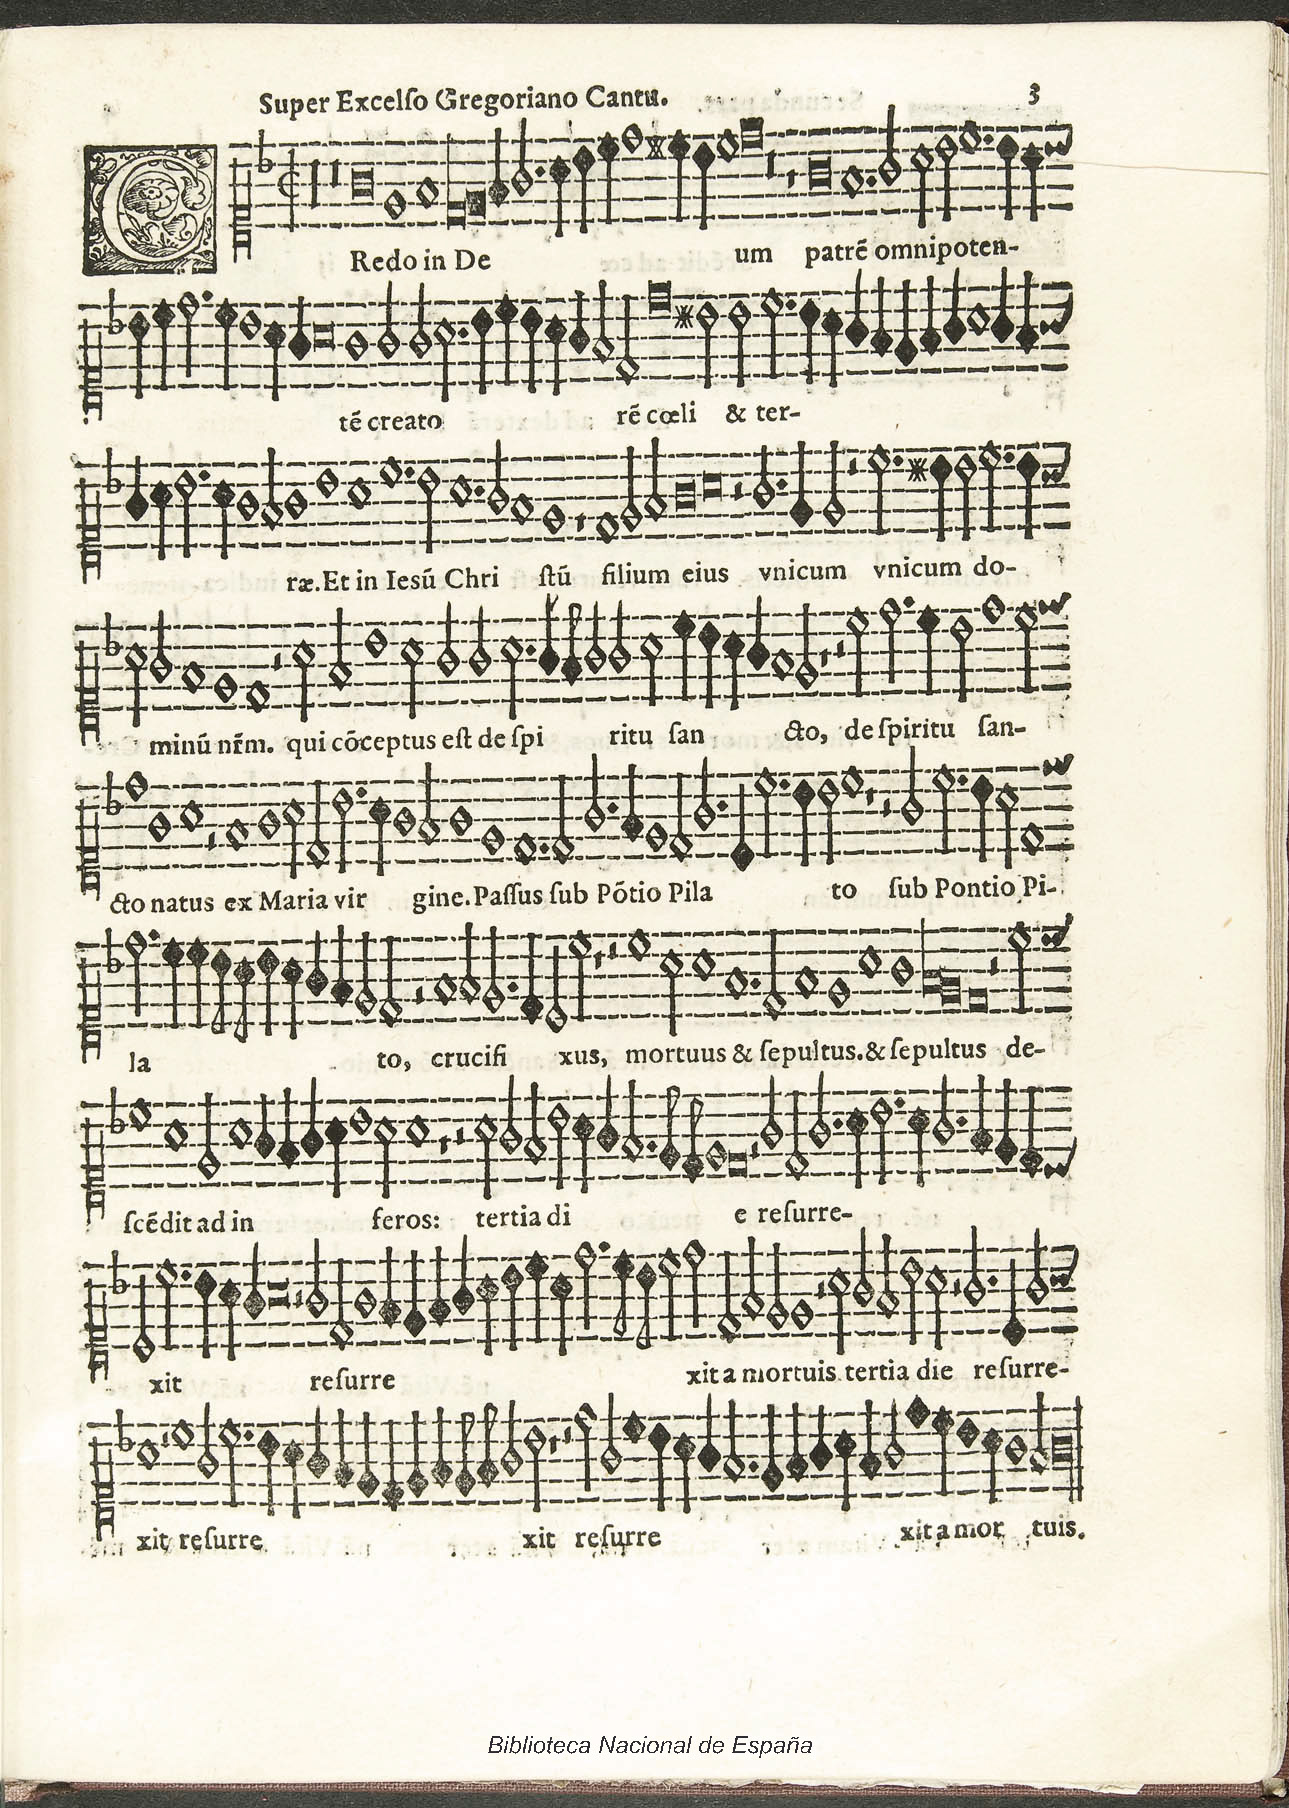 Super Excelſo Gregoriano Cantu. 3
CRedo in De um patrē omnipoten-
tē creato rē cœli & ter-
ræ. Et in Iesū Chri ſtū filium eius vnicum vnicum do-
minū nr̄m. qui cōceptus eſt de ſpi ritu ſan cto, de ſpiritu ſan-
cto natus ex Maria vir gine. Paſſus ſub Pōtio Pila to ſub Pontio Pi-
la to, crucifi xus, mortuus & ſepultus. & ſepultus de-
ſcēdit ad in feros: tertia di e reſurre-
xit reſurre xit a mortuis tertia die reſurre-
xit reſurre xit reſurre xit a mor tuis.
Biblioteca Nacional de España